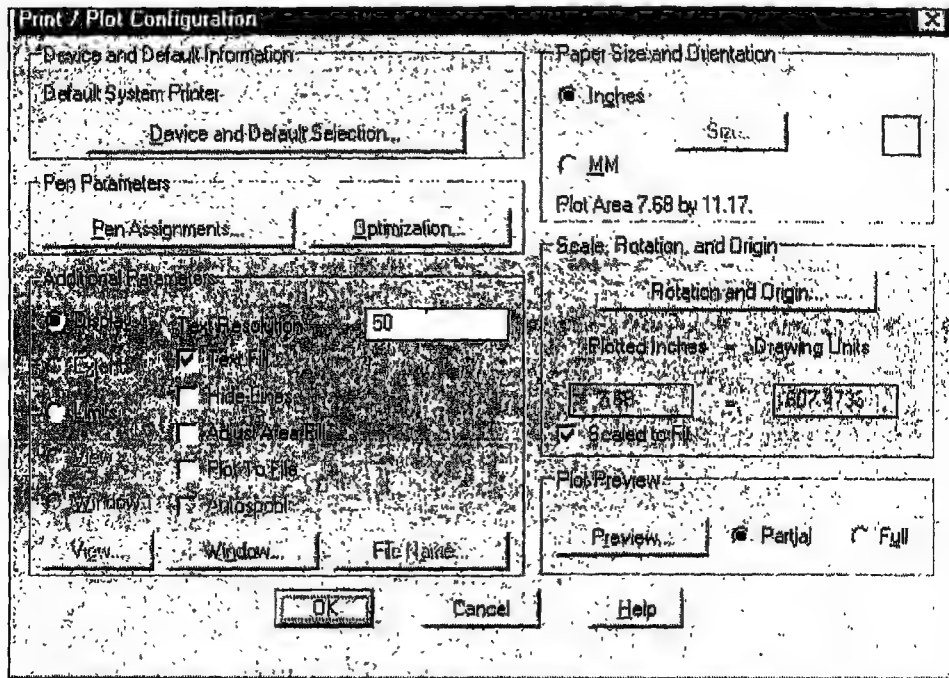 Print / Plot Configuration
Device and Default Information
Default System Printer
Device and Default Selection...
Pen Parameters
Pen Assignments...
Optimization...
Additional Parameters
Display
Text Resolution
50
Extents
Text Fill
Hide Lines
Limits
Adjust Area Fill
View
Plot To File
Window
Autospool
View...
Window...
File Name...
Paper Size and Orientation
Inches
Size...
MM
Plot Area 7.68 by 11.17.
Scale, Rotation, and Origin
Rotation and Origin...
Plotted Inches = Drawing Units
7.68 =
Scaled to Fit
Plot Preview
Preview...
Partial
Full
OK
Cancel
Help